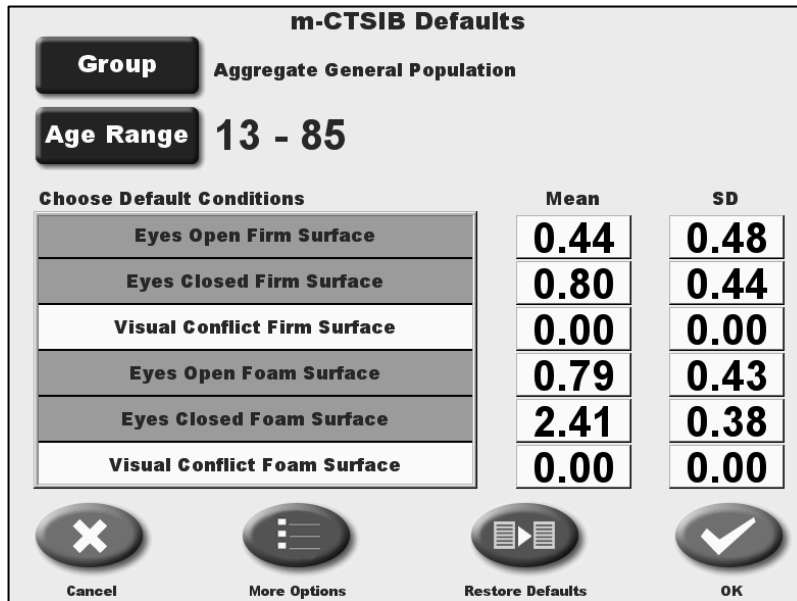 m-CTSIB Defaults
Group Aggregate General Population
Age Range 13 - 85
Choose Default Conditions Mean SD
Eyes Open Firm Surface 0.44 0.48
Eyes Closed Firm Surface 0.80 0.44
Visual Conflict Firm Surface 0.00 0.00
Eyes Open Foam Surface 0.79 0.43
Eyes Closed Foam Surface 2.41 0.38
Visual Conflict Foam Surface 0.00 0.00
Cancel More Options Restore Defaults OK